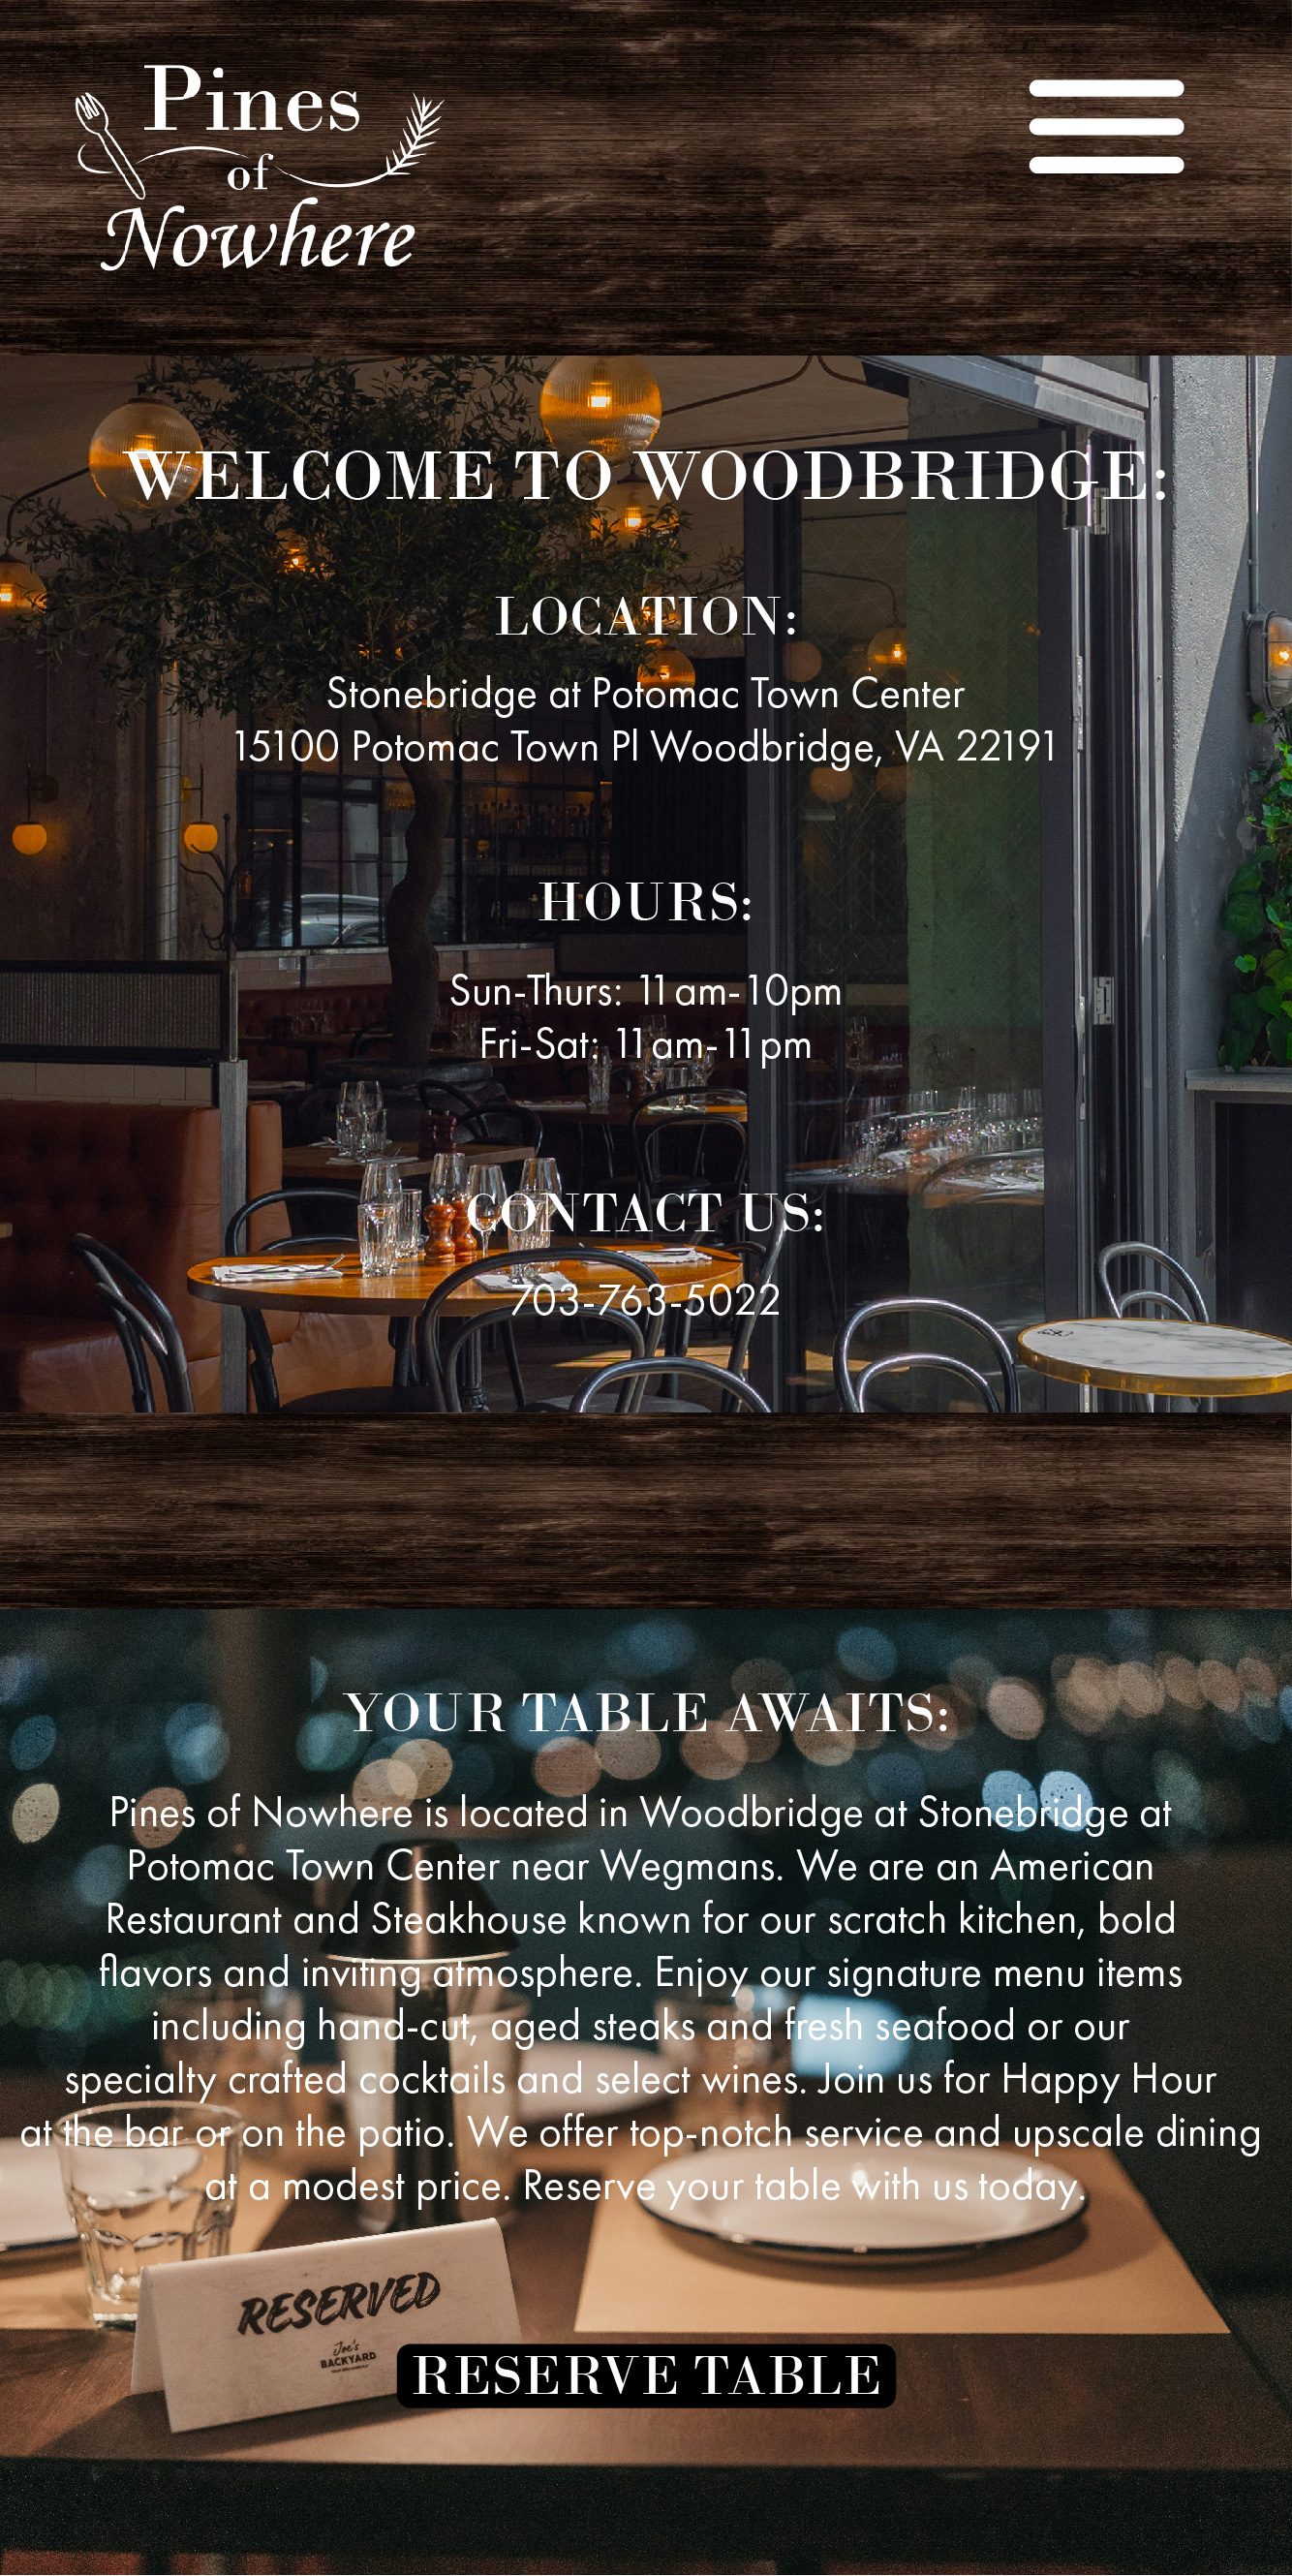 Pines
of
Nowhere
WELCOME TO WOODBRIDGE:
LOCATION:
Stonebridge at Potomac Town Center
15100 Potomac Town Pl Woodbridge, VA 22191
HOURS:
Sun-Thurs: 11am-10pm
Fri-Sat: 11am-11pm
CONTACT US:
703-763-5022
YOUR TABLE AWAITS:
Pines of Nowhere is located in Woodbridge at Stonebridge at
Potomac Town Center near Wegmans. We are an American
Restaurant and Steakhouse known for our scratch kitchen, bold
flavors and inviting atmosphere. Enjoy our signature menu items
including hand-cut, aged steaks and fresh seafood or our
specialty crafted cocktails and select wines. Join us for Happy Hour
at the bar or on the patio. We offer top-notch service and upscale dining
at a modest price. Reserve your table with us today.
RESERVED
Joe's
BACKYARD
RESERVE TABLE